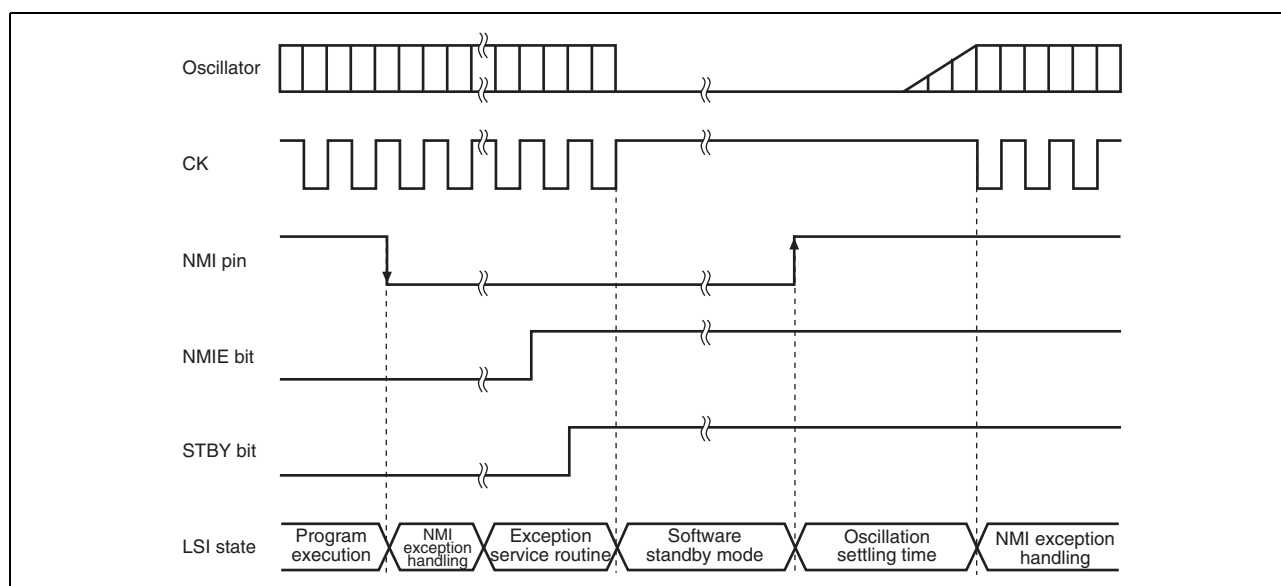 Oscillator
CK
NMI pin
NMIE bit
STBY bit
LSI state
Program
execution
NMI
exception
handling
Exception
service routine
Software
standby mode
Oscillation
settling time
NMI exception
handling